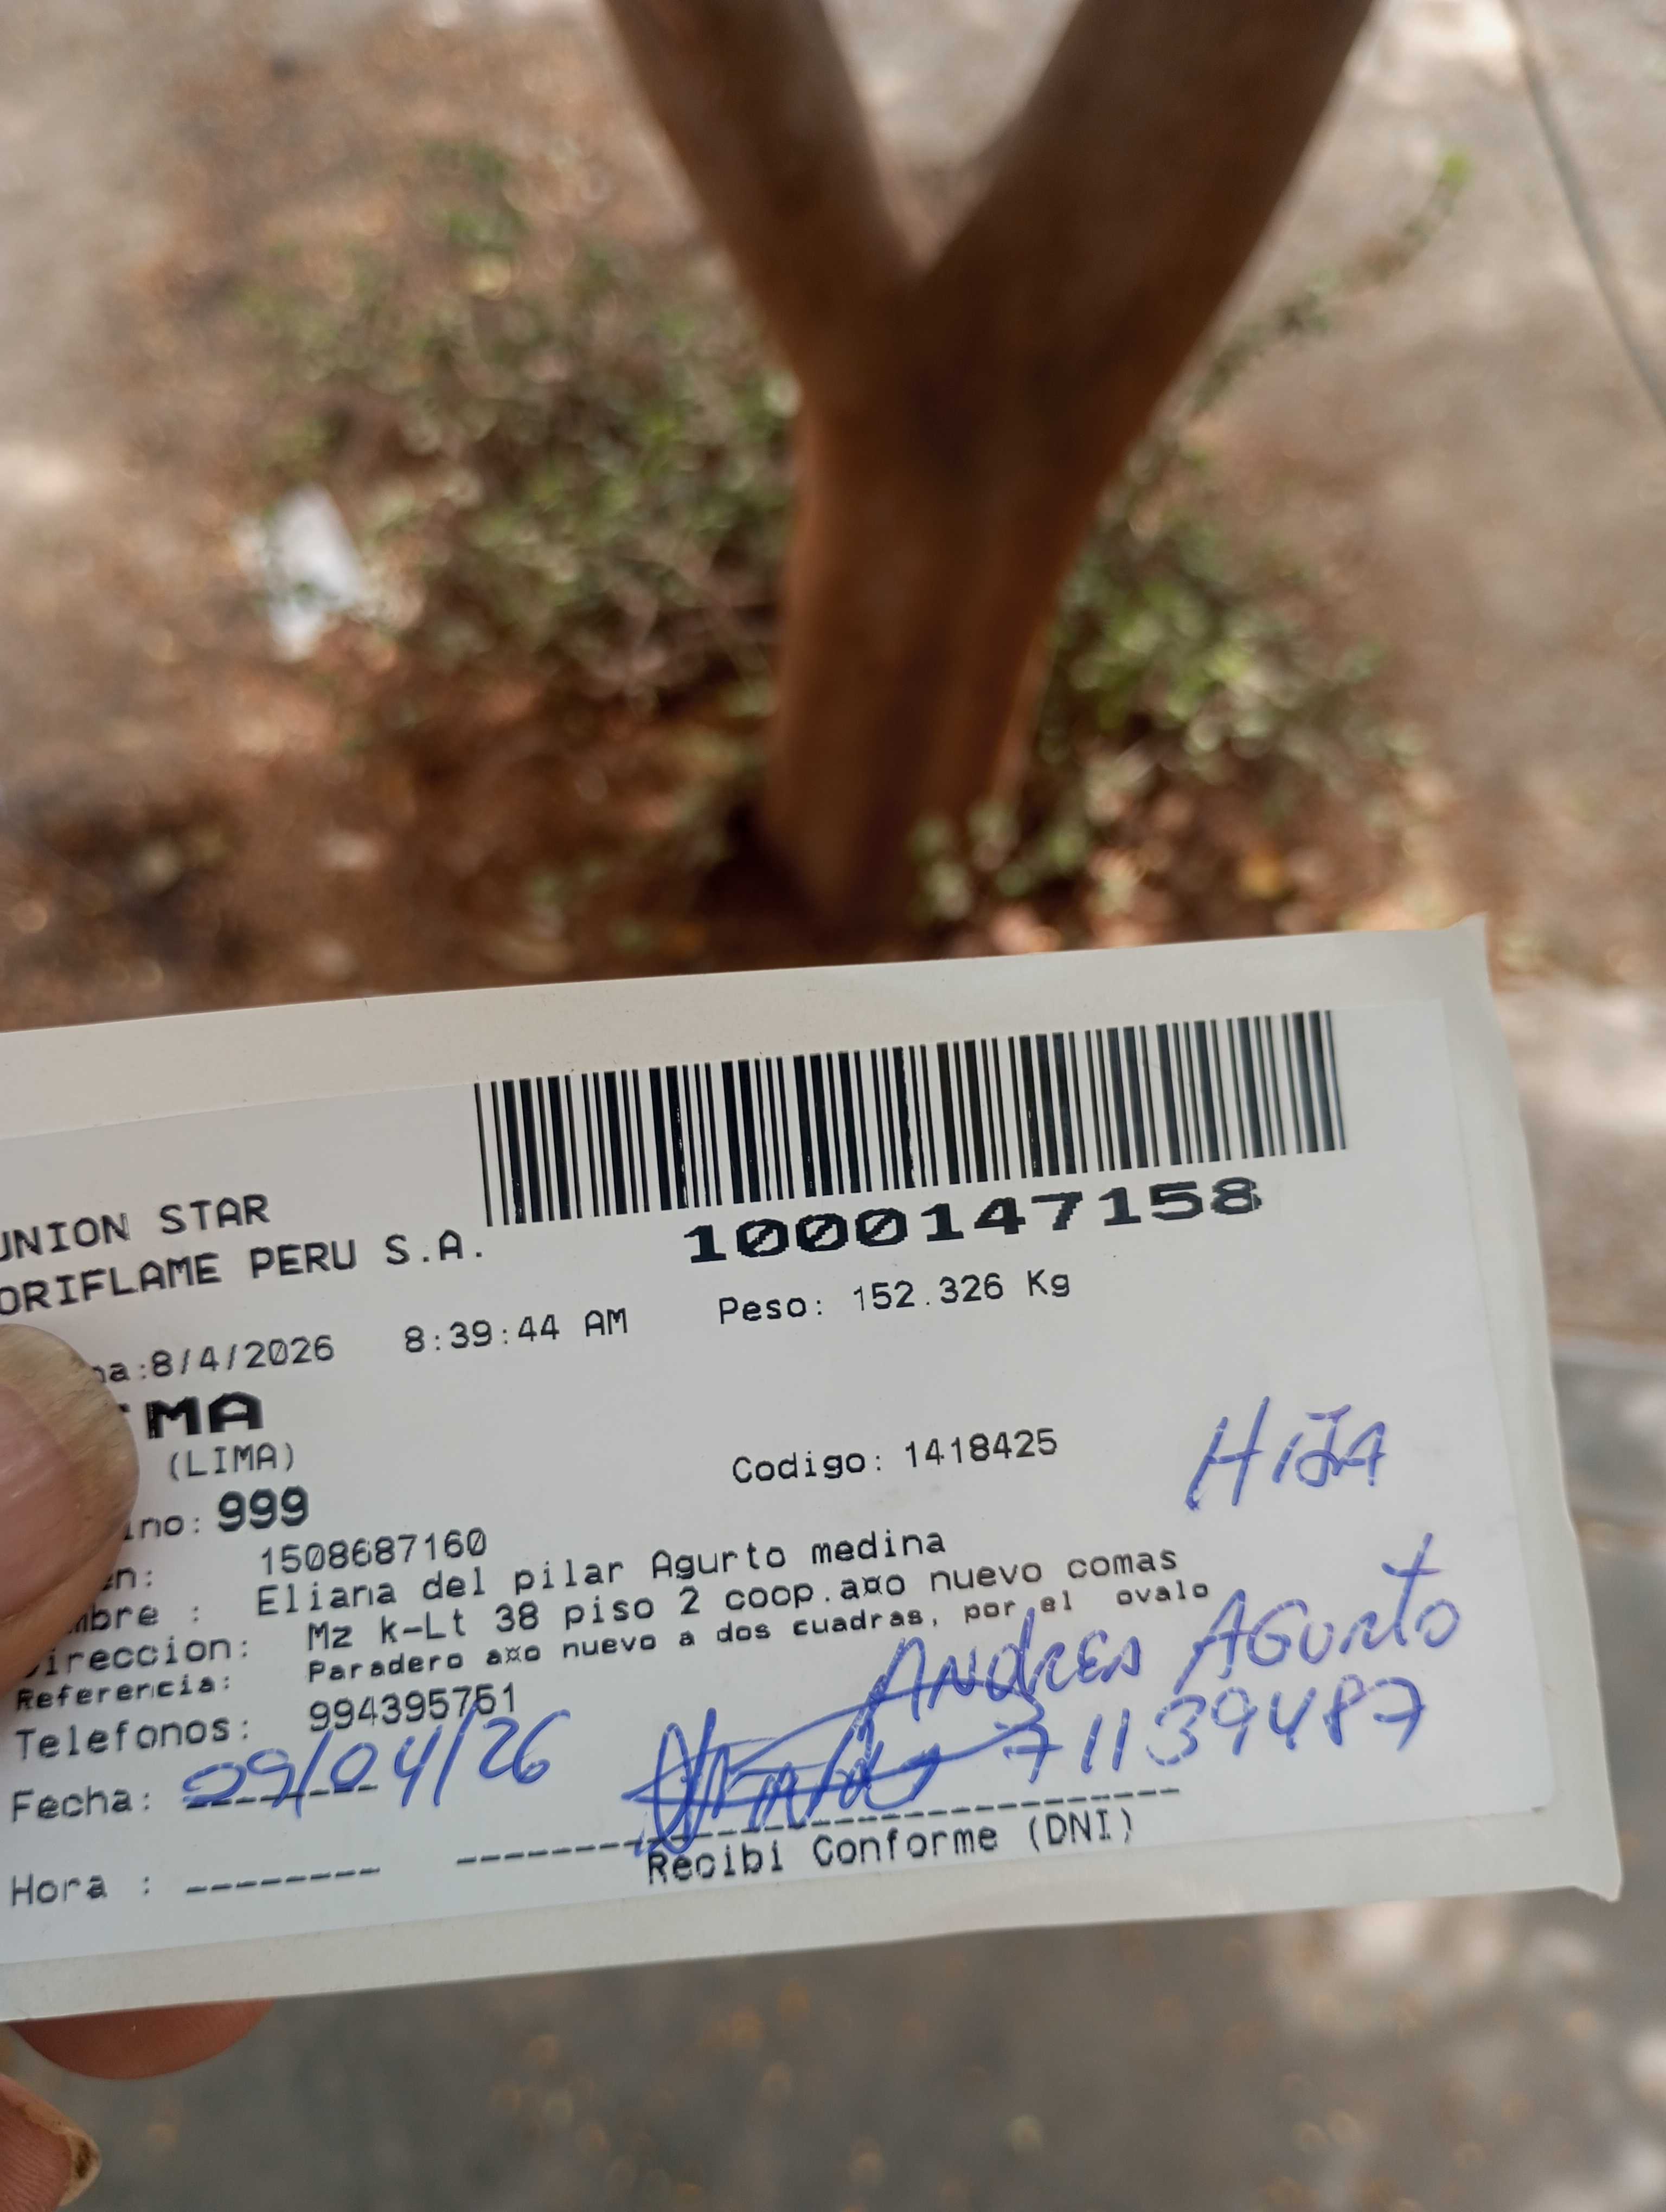 UNION STAR
ORIFLAME PERU S.A.
1000147158
ha:8/4/2026 8:39:44 AM Peso: 152.326 Kg
IMA
(LIMA)
ino: 999 Codigo: 1418425
HIJA
en: 1508687160
mbre : Eliana del pilar Agurto medina
Direccion: Mz k-Lt 38 piso 2 coop.a¤o nuevo comas
Referencia: Paradero a¤o nuevo a dos cuadras, por el ovalo
Telefonos: 994395751
ANDREA AGURTO
71139487
Fecha: 09/04/26
Recibi Conforme (DNI)
Hora :